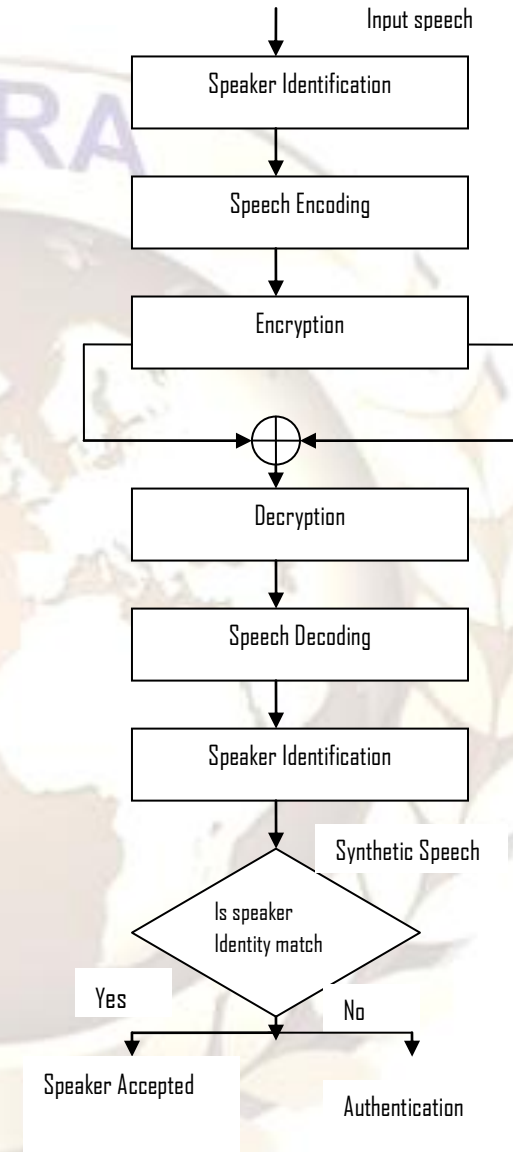 Input speech
Speaker Identification
Speech Encoding
Encryption
Decryption
Speech Decoding
Speaker Identification
Synthetic Speech
Is speaker
Identity match
Yes
No
Speaker Accepted
Authentication
RA